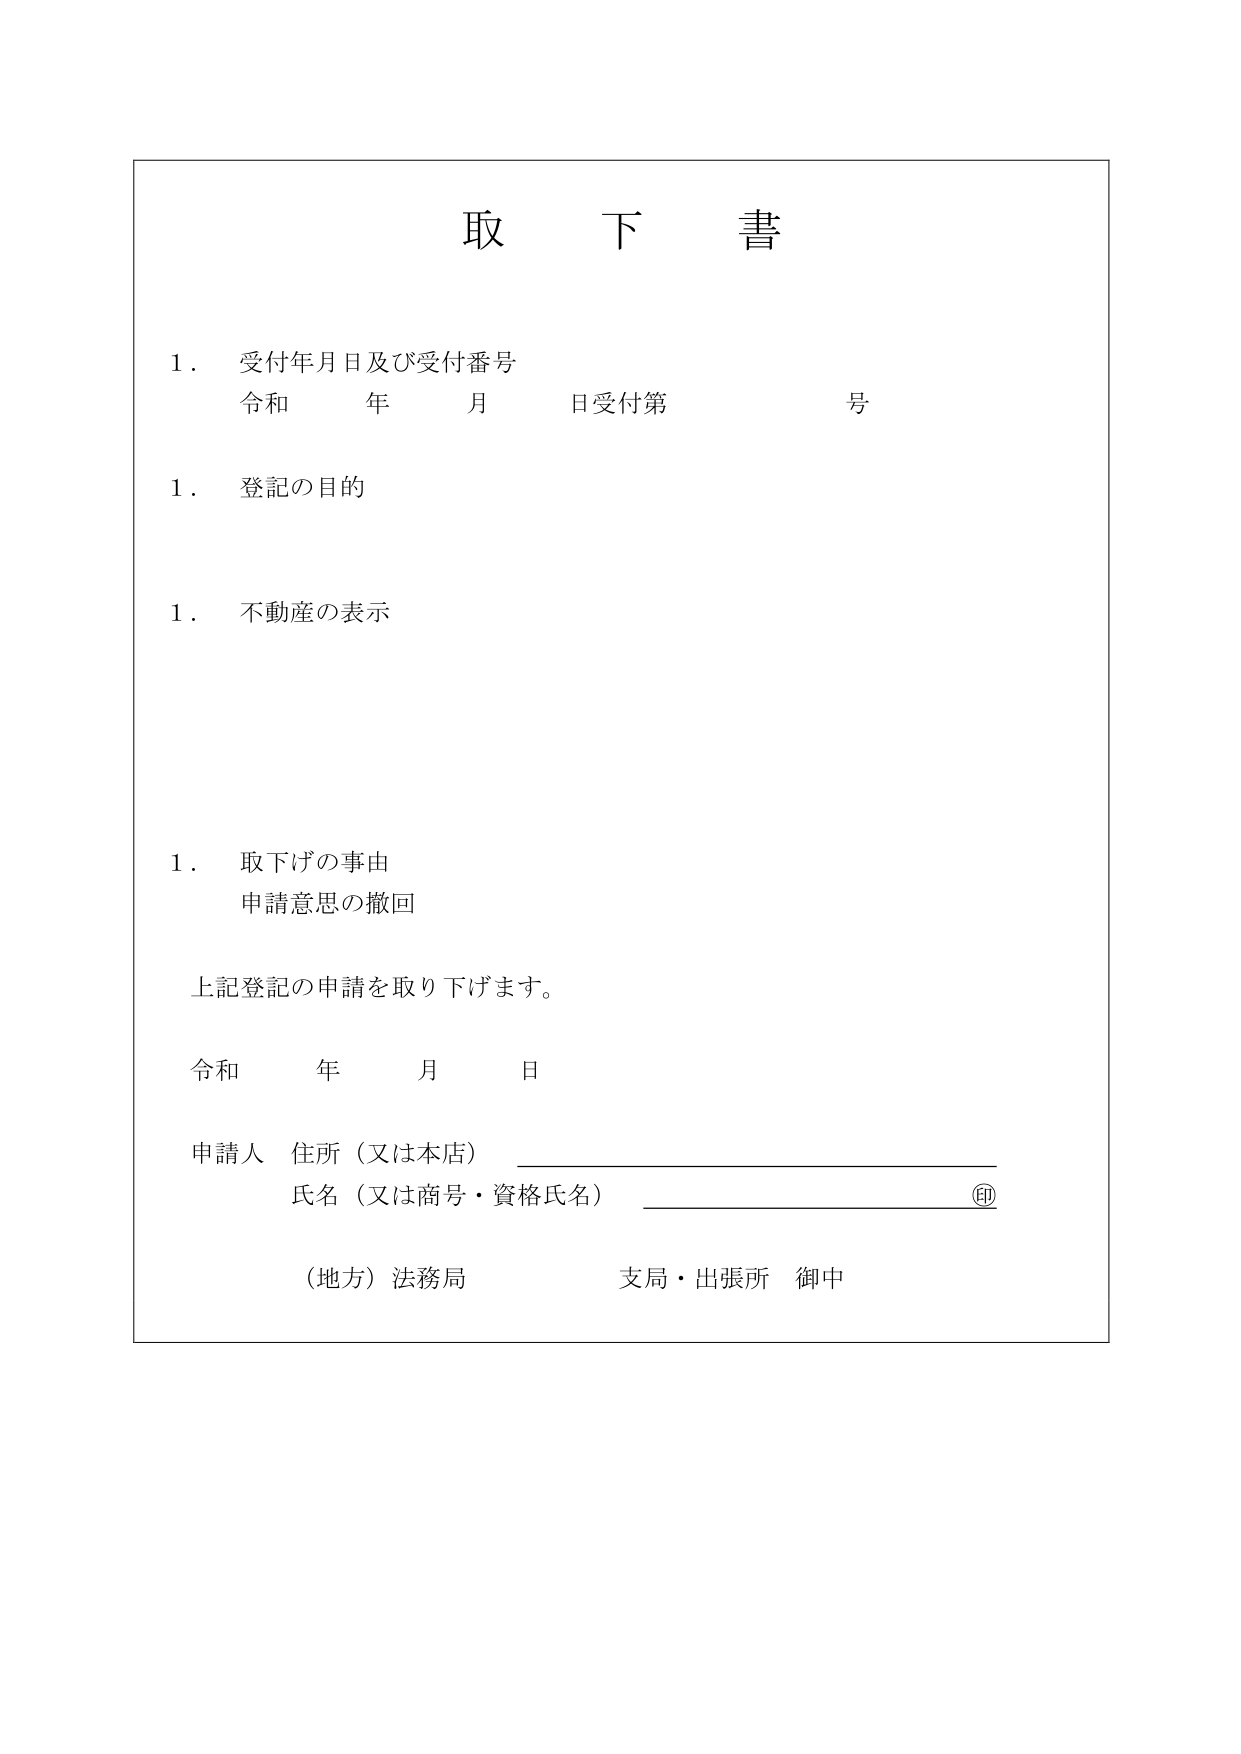 取　　下　　書
１．　受付年月日及び受付番号
令和　　　年　　　月　　　日受付第　　　　　　　号
１．　登記の目的
１．　不動産の表示
１．　取下げの事由
申請意思の撤回
上記登記の申請を取り下げます。
令和　　　年　　　月　　　日
申請人　住所（又は本店）
氏名（又は商号・資格氏名）　　　　　　　　　　　　　　㊞
（地方）法務局　　　　　　支局・出張所　御中